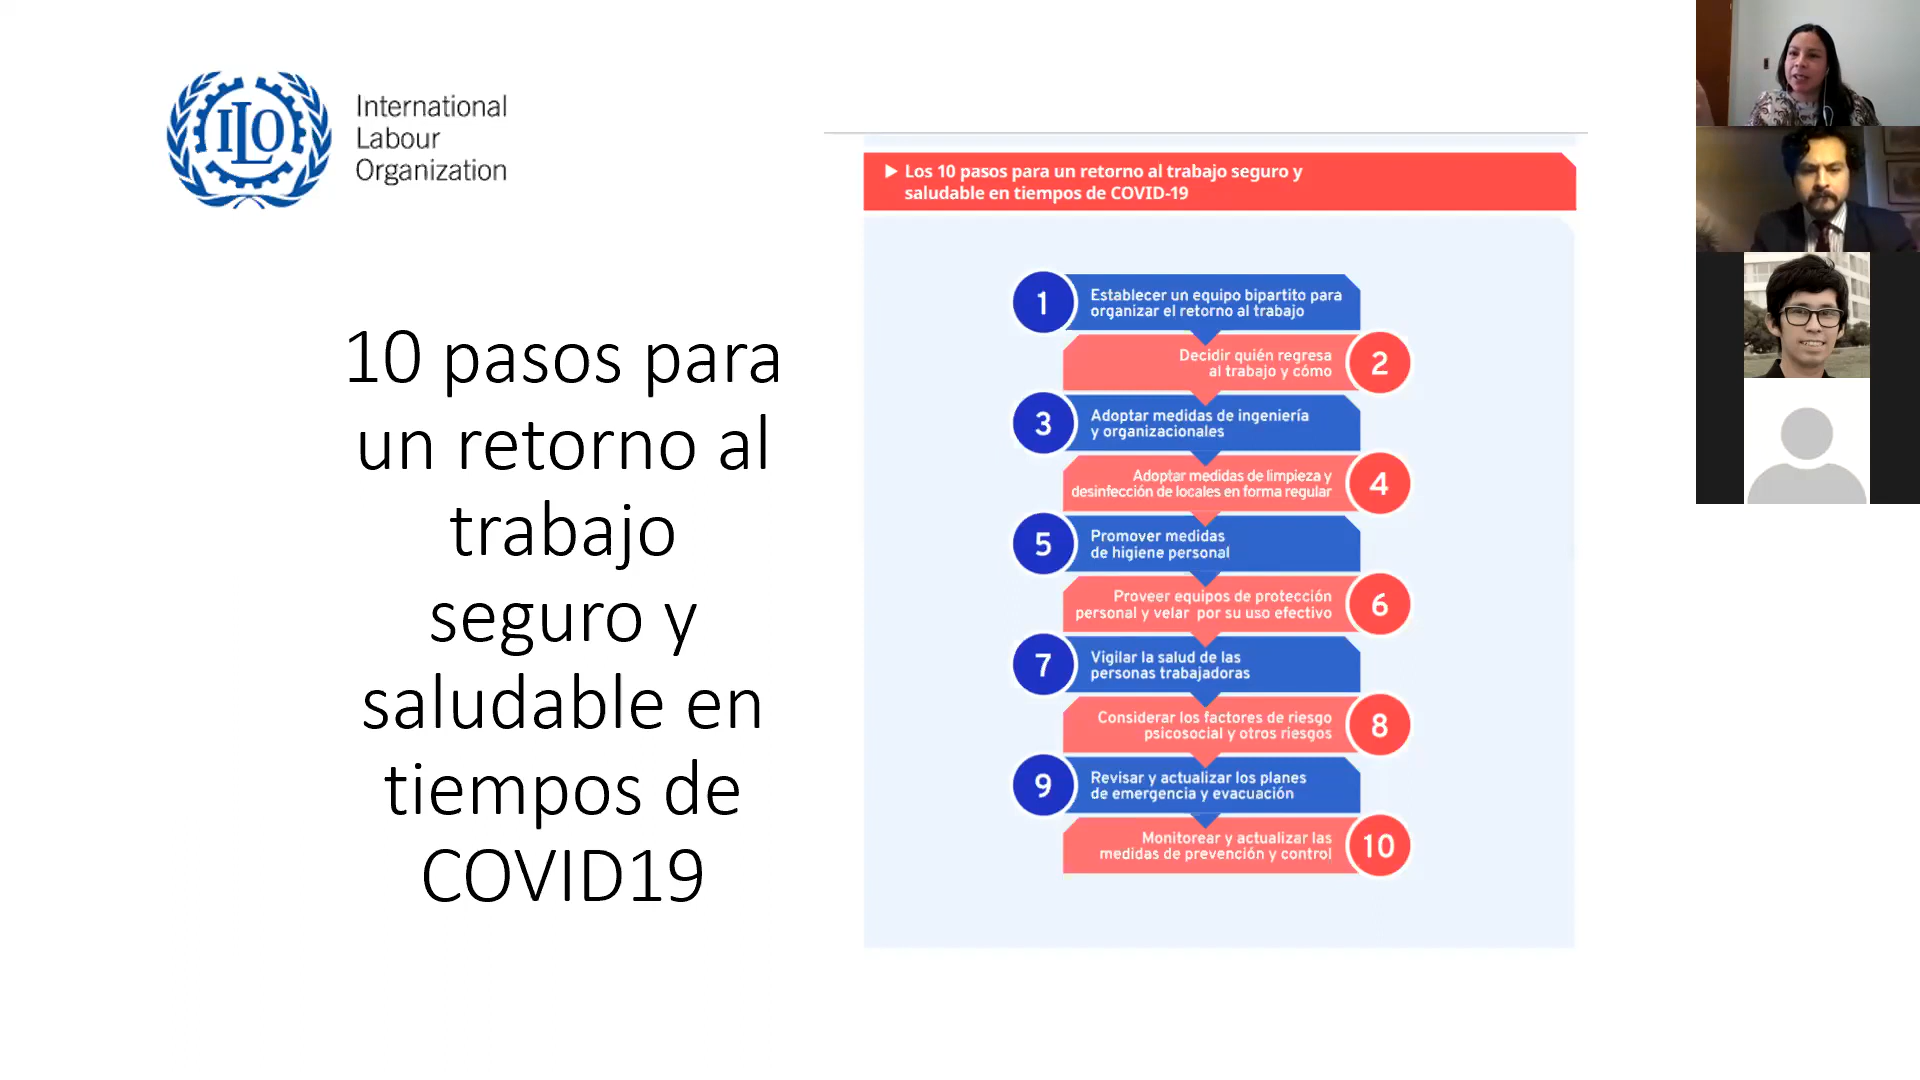 ILO
International
Labour
Organization
10 pasos para
un retorno al
trabajo
seguro y
saludable en
tiempos de
COVID19
Los 10 pasos para un retorno al trabajo seguro y
saludable en tiempos de COVID-19
1
Establecer un equipo bipartito para
organizar el retorno al trabajo
Decidir quién regresa
al trabajo y cómo
2
3
Adoptar medidas de ingeniería
y organizacionales
Adoptar medidas de limpieza y
desinfección de locales en forma regular
4
5
Promover medidas
de higiene personal
Proveer equipos de protección
personal y velar por su uso efectivo
6
7
Vigilar la salud de las
personas trabajadoras
Considerar los factores de riesgo
psicosocial y otros riesgos
8
9
Revisar y actualizar los planes
de emergencia y evacuación
Monitorear y actualizar las
medidas de prevención y control
10